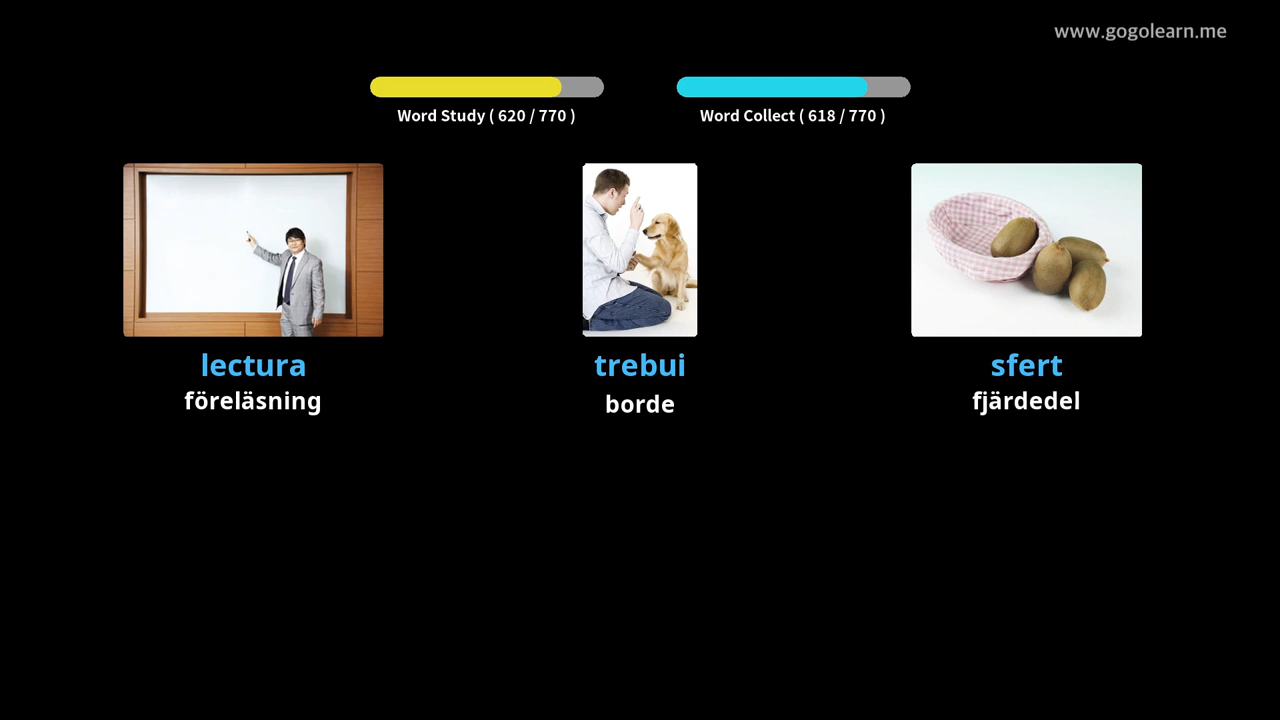 www.gogolearn.me
Word Study ( 620 / 770 )
Word Collect ( 618 / 770 )
lectura
föreläsning
trebui
borde
sfert
fjärdedel